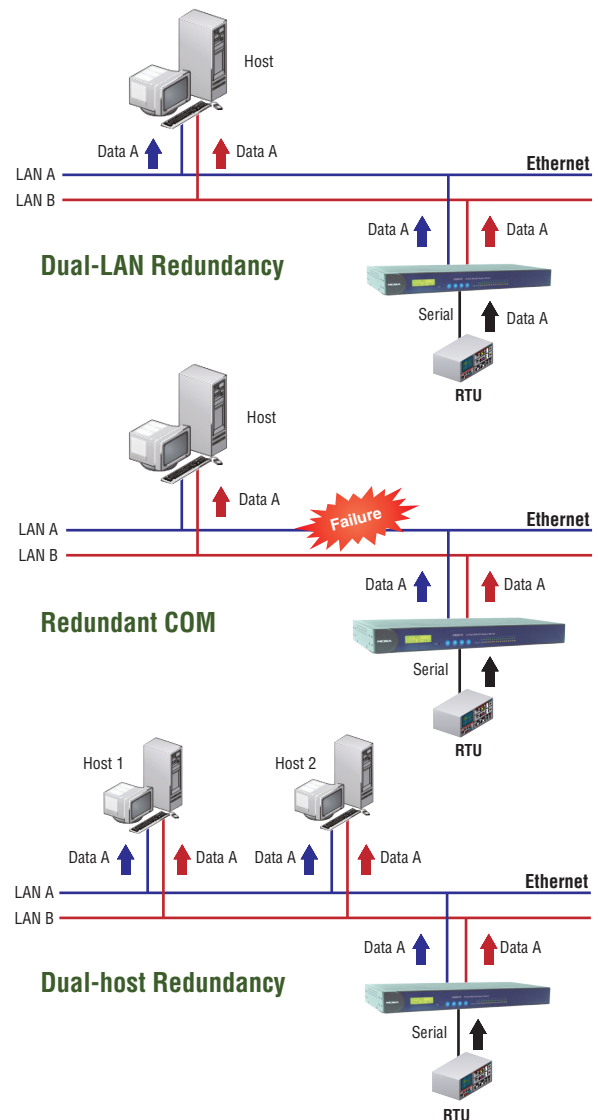 Host
Data A Data A
LAN A Ethernet
LAN B
Data A Data A
Dual-LAN Redundancy
Serial Data A
RTU
Host
Data A
Failure
LAN A Ethernet
LAN B
Data A Data A
Redundant COM
Serial
RTU
Host 1 Host 2
Data A Data A Data A Data A
LAN A Ethernet
LAN B
Data A Data A
Dual-host Redundancy
Serial
RTU